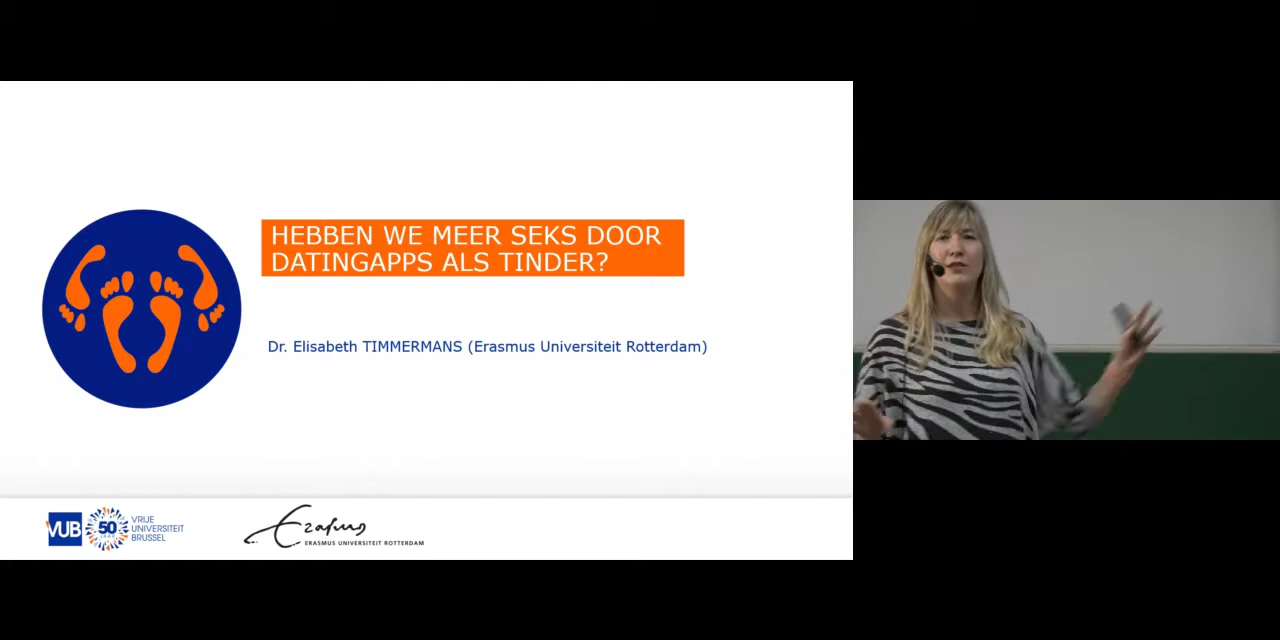 HEBBEN WE MEER SEKS DOOR
DATINGAPPS ALS TINDER?
Dr. Elisabeth TIMMERMANS (Erasmus Universiteit Rotterdam)
VUB
50
JAAR
VRIJE
UNIVERSITEIT
BRUSSEL
Erasmus
ERASMUS UNIVERSITEIT ROTTERDAM